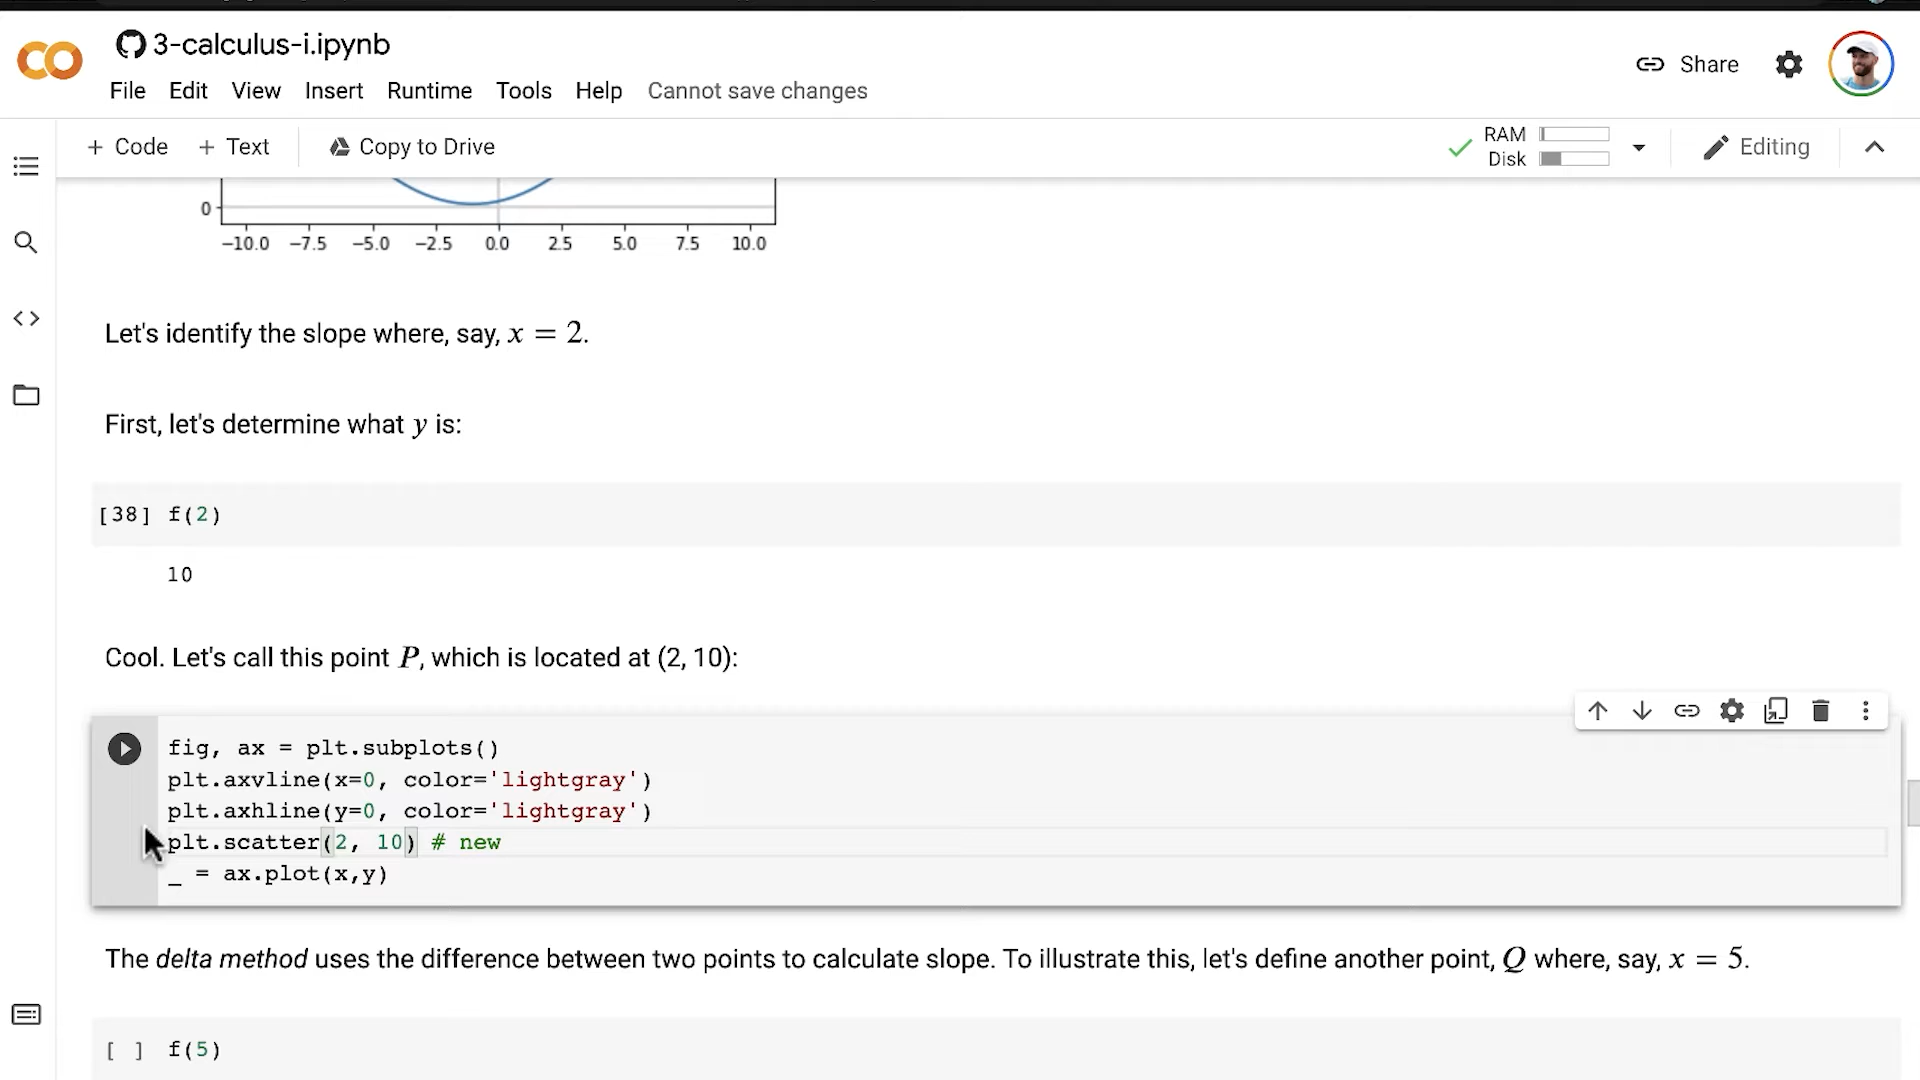 3-calculus-i.ipynb
Share
File Edit View Insert Runtime Tools Help Cannot save changes
+ Code + Text Copy to Drive
RAM
Disk
Editing
0
−10.0 −7.5 −5.0 −2.5 0.0 2.5 5.0 7.5 10.0
Let's identify the slope where, say, x = 2.
First, let's determine what y is:
[38] f(2)
10
Cool. Let's call this point P, which is located at (2, 10):
fig, ax = plt.subplots()
plt.axvline(x=0, color='lightgray')
plt.axhline(y=0, color='lightgray')
plt.scatter(2, 10) # new
_ = ax.plot(x,y)
The delta method uses the difference between two points to calculate slope. To illustrate this, let's define another point, Q where, say, x = 5.
[ ] f(5)